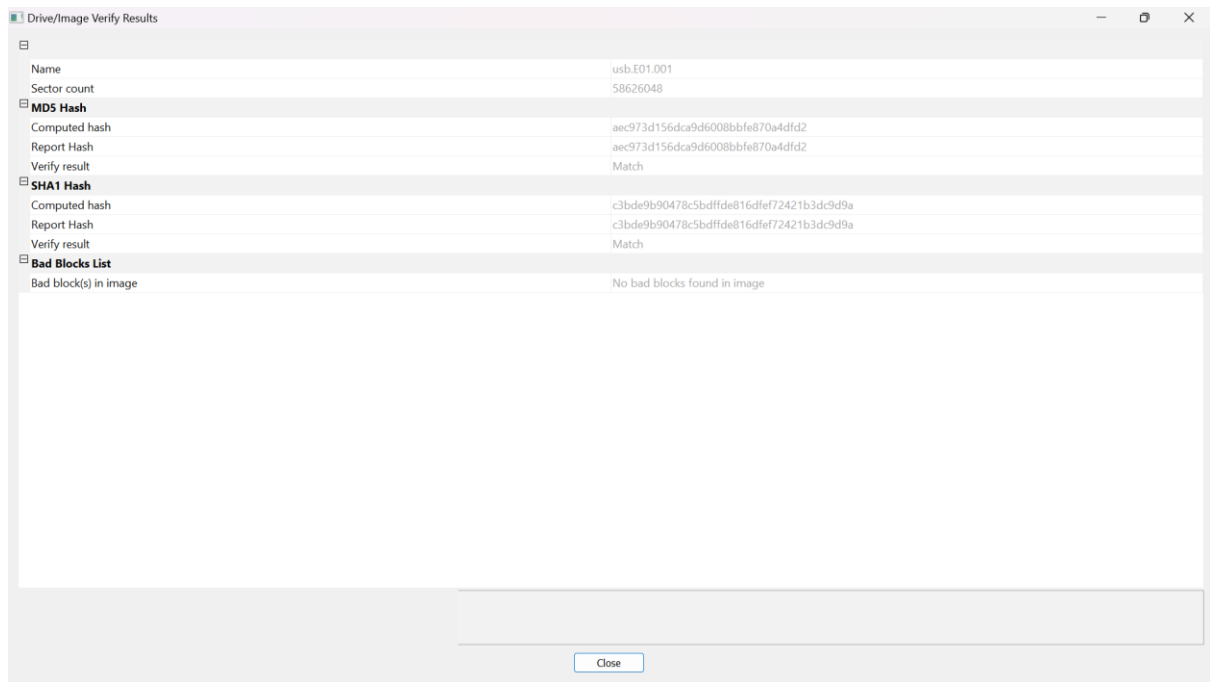 Drive/Image Verify Results
Name usb.E01.001
Sector count 58626048
MD5 Hash
Computed hash aec973d156dca9d6008bbfe870a4dfd2
Report Hash aec973d156dca9d6008bbfe870a4dfd2
Verify result Match
SHA1 Hash
Computed hash c3bde9b90478c5bdffde816dfef72421b3dc9d9a
Report Hash c3bde9b90478c5bdffde816dfef72421b3dc9d9a
Verify result Match
Bad Blocks List
Bad block(s) in image No bad blocks found in image
Close